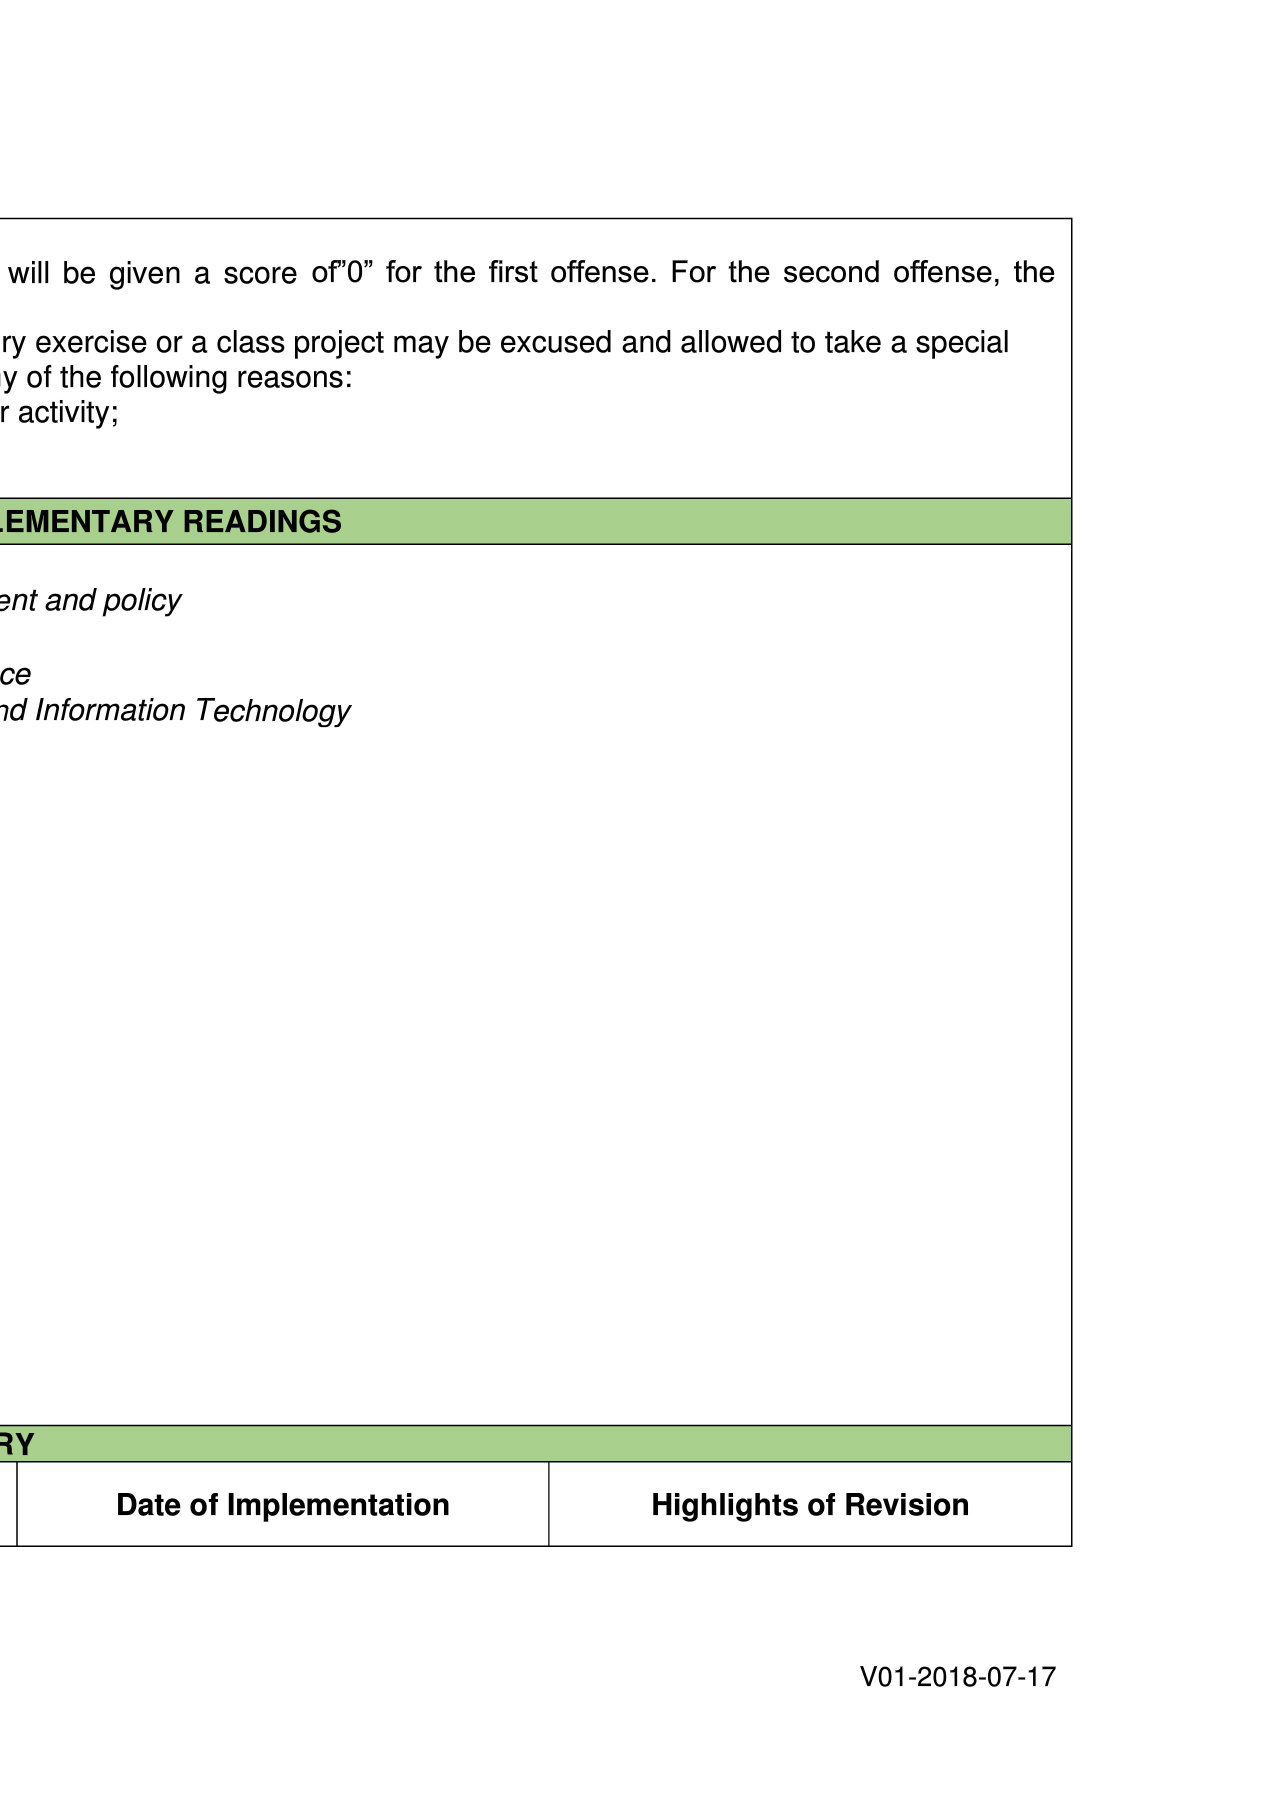 will be given a score of”0” for the first offense. For the second offense, the
ry exercise or a class project may be excused and allowed to take a special
y of the following reasons:
r activity;
LEMENTARY READINGS
ent and policy
ce
nd Information Technology
RY
Date of Implementation
Highlights of Revision
V01-2018-07-17